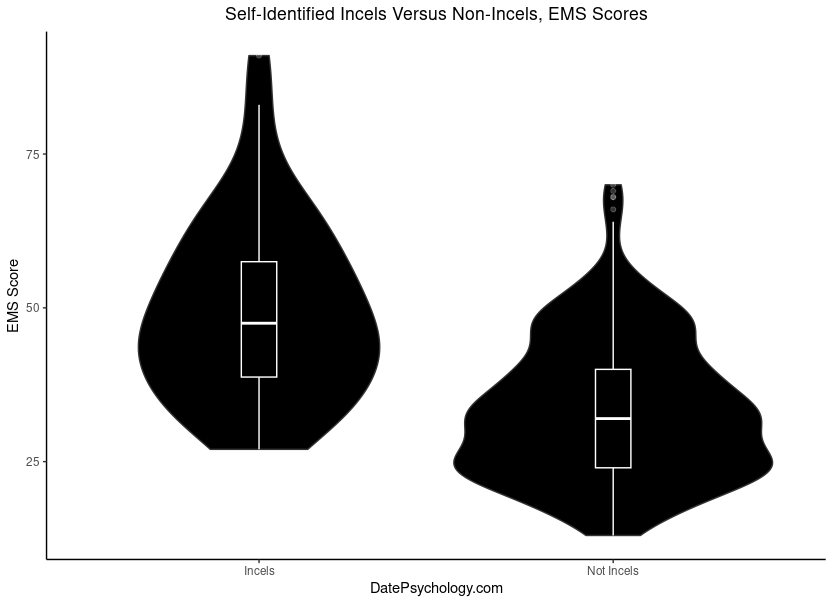 Self-Identified Incels Versus Non-Incels, EMS Scores
EMS Score
75
50
25
Incels
Not Incels
DatePsychology.com